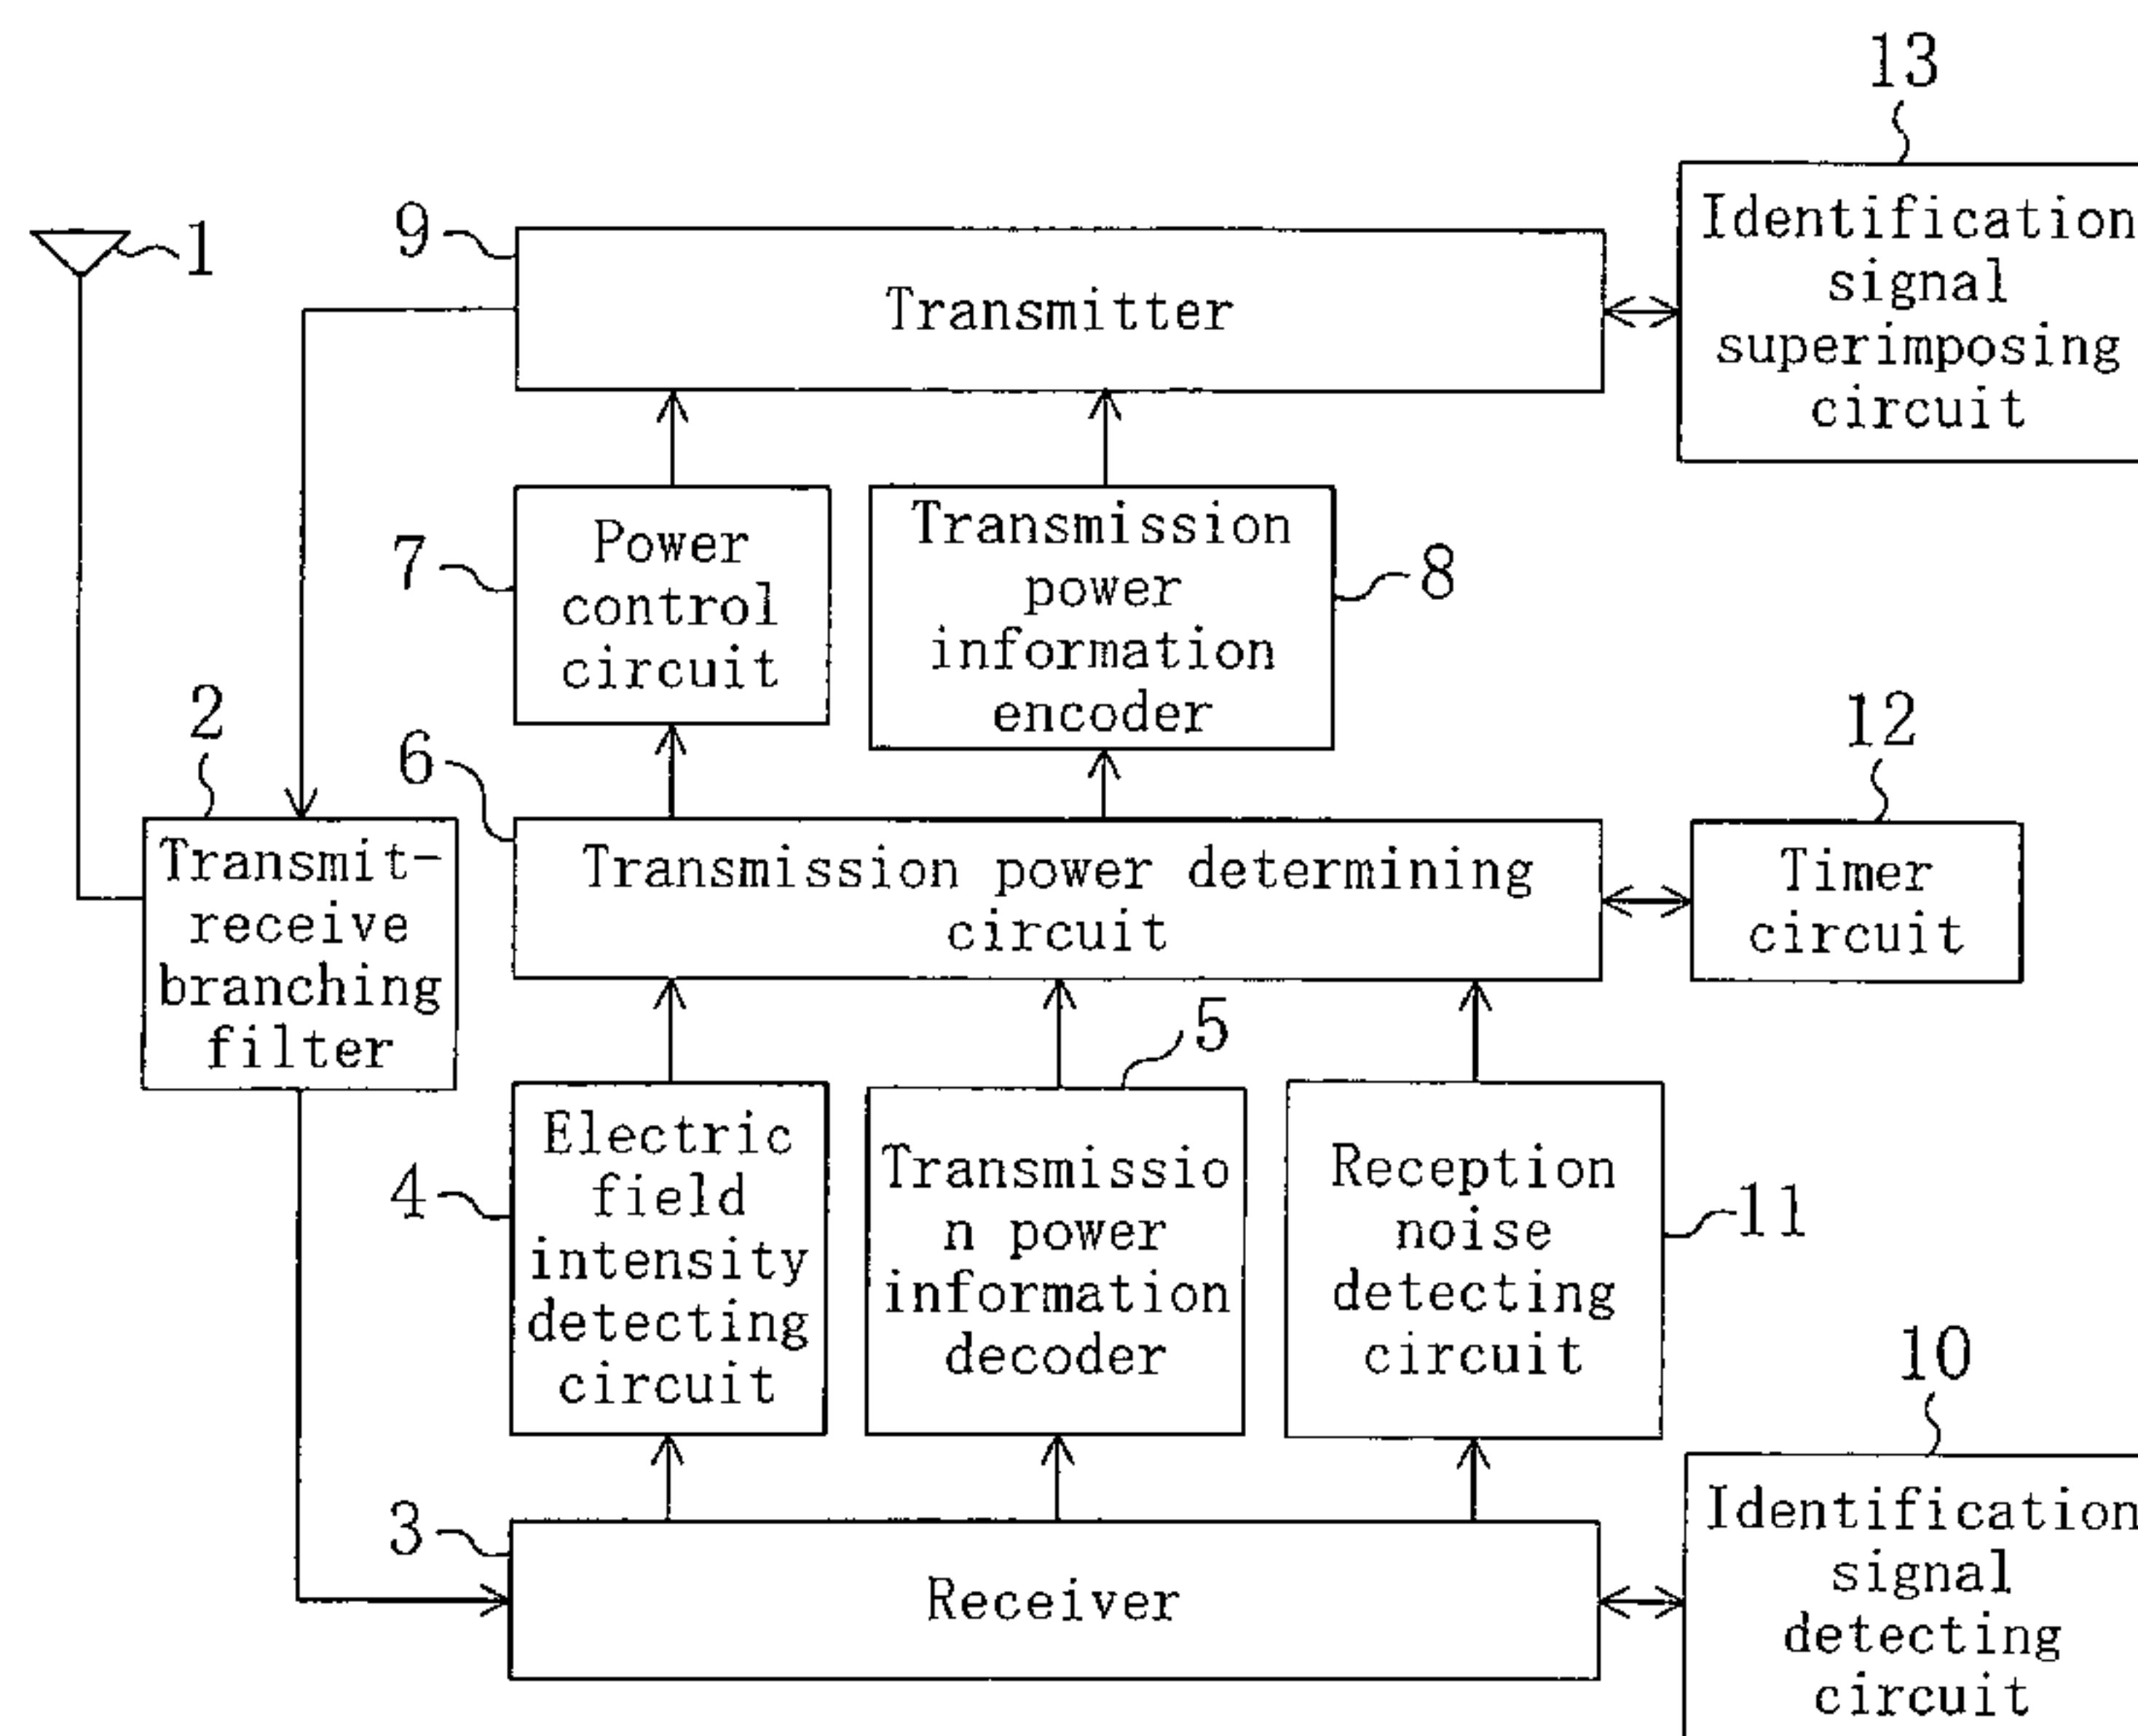 13
Identification
signal
superimposing
circuit
1
9
Transmitter
7
Power
control
circuit
Transmission
power
information
encoder
8
2
Transmit-
receive
branching
filter
6
Transmission power determining
circuit
12
Timer
circuit
4
Electric
field
intensity
detecting
circuit
5
Transmissio
n power
information
decoder
Reception
noise
detecting
circuit
11
3
Receiver
10
Identification
signal
detecting
circuit